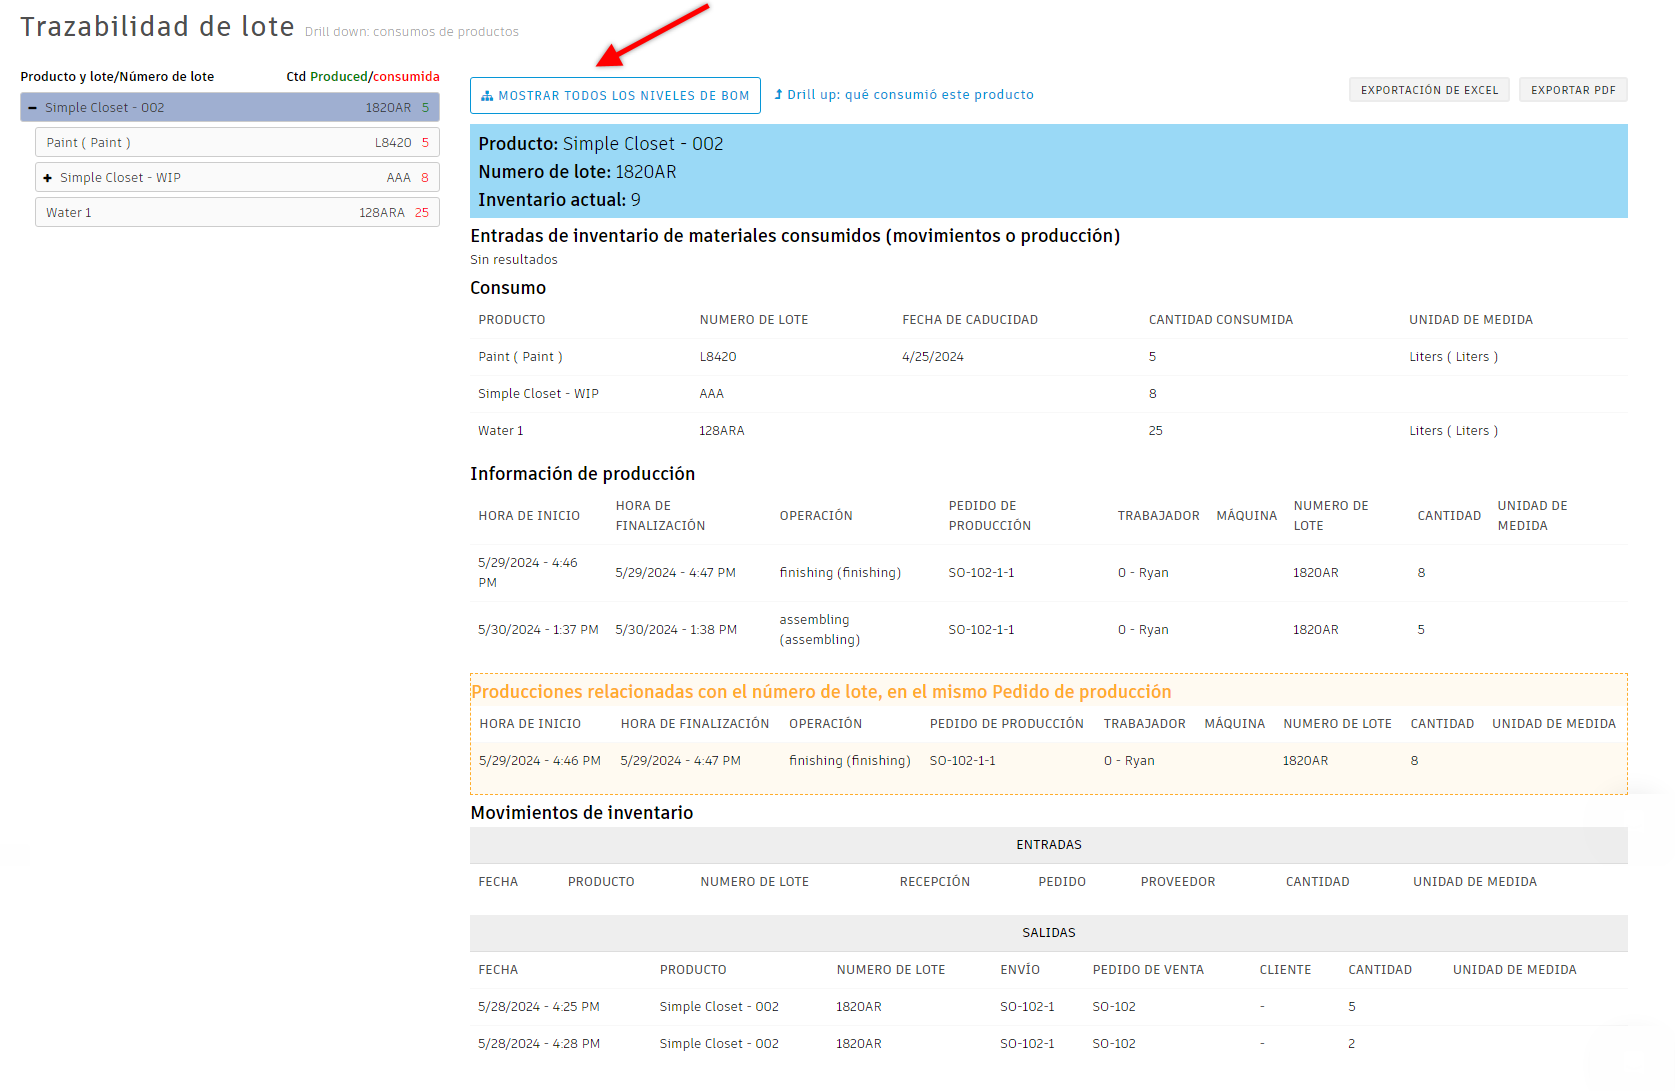 Trazabilidad de lote Drill down: consumos de productos
Producto y lote/Número de lote Ctd Produced/consumida
Simple Closet - 002 1820AR 5
Paint ( Paint ) L8420 5
Simple Closet - WIP AAA 8
Water 1 128ARA 25
MOSTRAR TODOS LOS NIVELES DE BOM Drill up: qué consumió este producto EXPORTACIÓN DE EXCEL EXPORTAR PDF
Producto: Simple Closet - 002
Numero de lote: 1820AR
Inventario actual: 9
Entradas de inventario de materiales consumidos (movimientos o producción)
Sin resultados
Consumo
PRODUCTO NUMERO DE LOTE FECHA DE CADUCIDAD CANTIDAD CONSUMIDA UNIDAD DE MEDIDA
Paint ( Paint ) L8420 4/25/2024 5 Liters ( Liters )
Simple Closet - WIP AAA 8
Water 1 128ARA 25 Liters ( Liters )
Información de producción
HORA DE INICIO HORA DE FINALIZACIÓN OPERACIÓN PEDIDO DE PRODUCCIÓN TRABAJADOR MÁQUINA NUMERO DE LOTE CANTIDAD UNIDAD DE MEDIDA
5/29/2024 - 4:46 PM 5/29/2024 - 4:47 PM finishing (finishing) SO-102-1-1 0 - Ryan 1820AR 8
5/30/2024 - 1:37 PM 5/30/2024 - 1:38 PM assembling (assembling) SO-102-1-1 0 - Ryan 1820AR 5
Producciones relacionadas con el número de lote, en el mismo Pedido de producción
HORA DE INICIO HORA DE FINALIZACIÓN OPERACIÓN PEDIDO DE PRODUCCIÓN TRABAJADOR MÁQUINA NUMERO DE LOTE CANTIDAD UNIDAD DE MEDIDA
5/29/2024 - 4:46 PM 5/29/2024 - 4:47 PM finishing (finishing) SO-102-1-1 0 - Ryan 1820AR 8
Movimientos de inventario
ENTRADAS
FECHA PRODUCTO NUMERO DE LOTE RECEPCIÓN PEDIDO PROVEEDOR CANTIDAD UNIDAD DE MEDIDA
SALIDAS
FECHA PRODUCTO NUMERO DE LOTE ENVÍO PEDIDO DE VENTA CLIENTE CANTIDAD UNIDAD DE MEDIDA
5/28/2024 - 4:25 PM Simple Closet - 002 1820AR SO-102-1 SO-102 - 5
5/28/2024 - 4:28 PM Simple Closet - 002 1820AR SO-102-1 SO-102 - 2